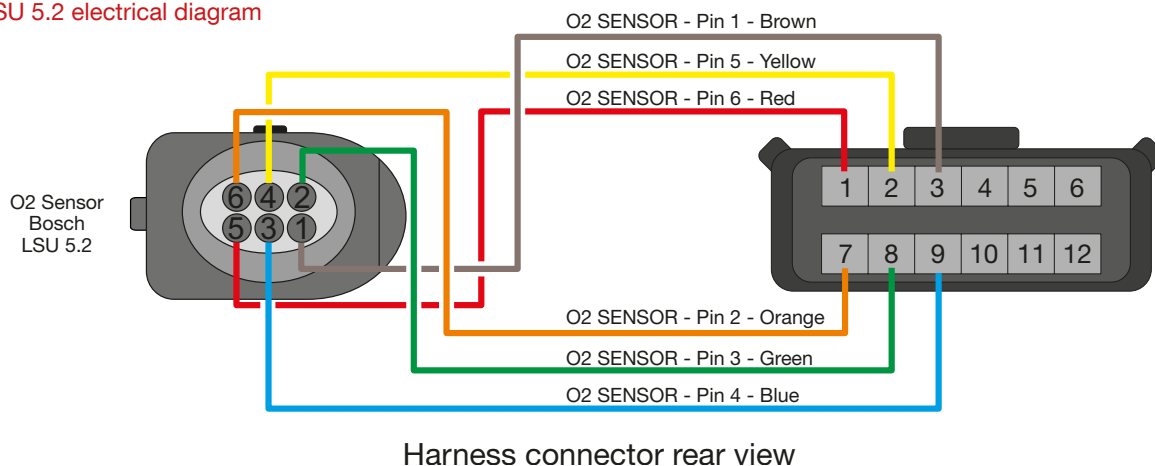 SU 5.2 electrical diagram
O2 SENSOR - Pin 1 - Brown
O2 SENSOR - Pin 5 - Yellow
O2 SENSOR - Pin 6 - Red
O2 Sensor
Bosch
LSU 5.2
6 4 2
5 3 1
1 2 3 4 5 6
7 8 9 10 11 12
O2 SENSOR - Pin 2 - Orange
O2 SENSOR - Pin 3 - Green
O2 SENSOR - Pin 4 - Blue
Harness connector rear view